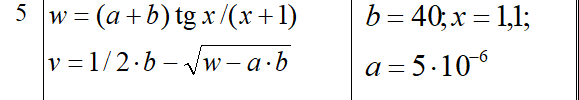 5 w = (a + b) tg x /(x + 1) b = 40; x = 1,1;
v = 1/ 2 · b − √(w − a · b) a = 5 · 10⁻⁶